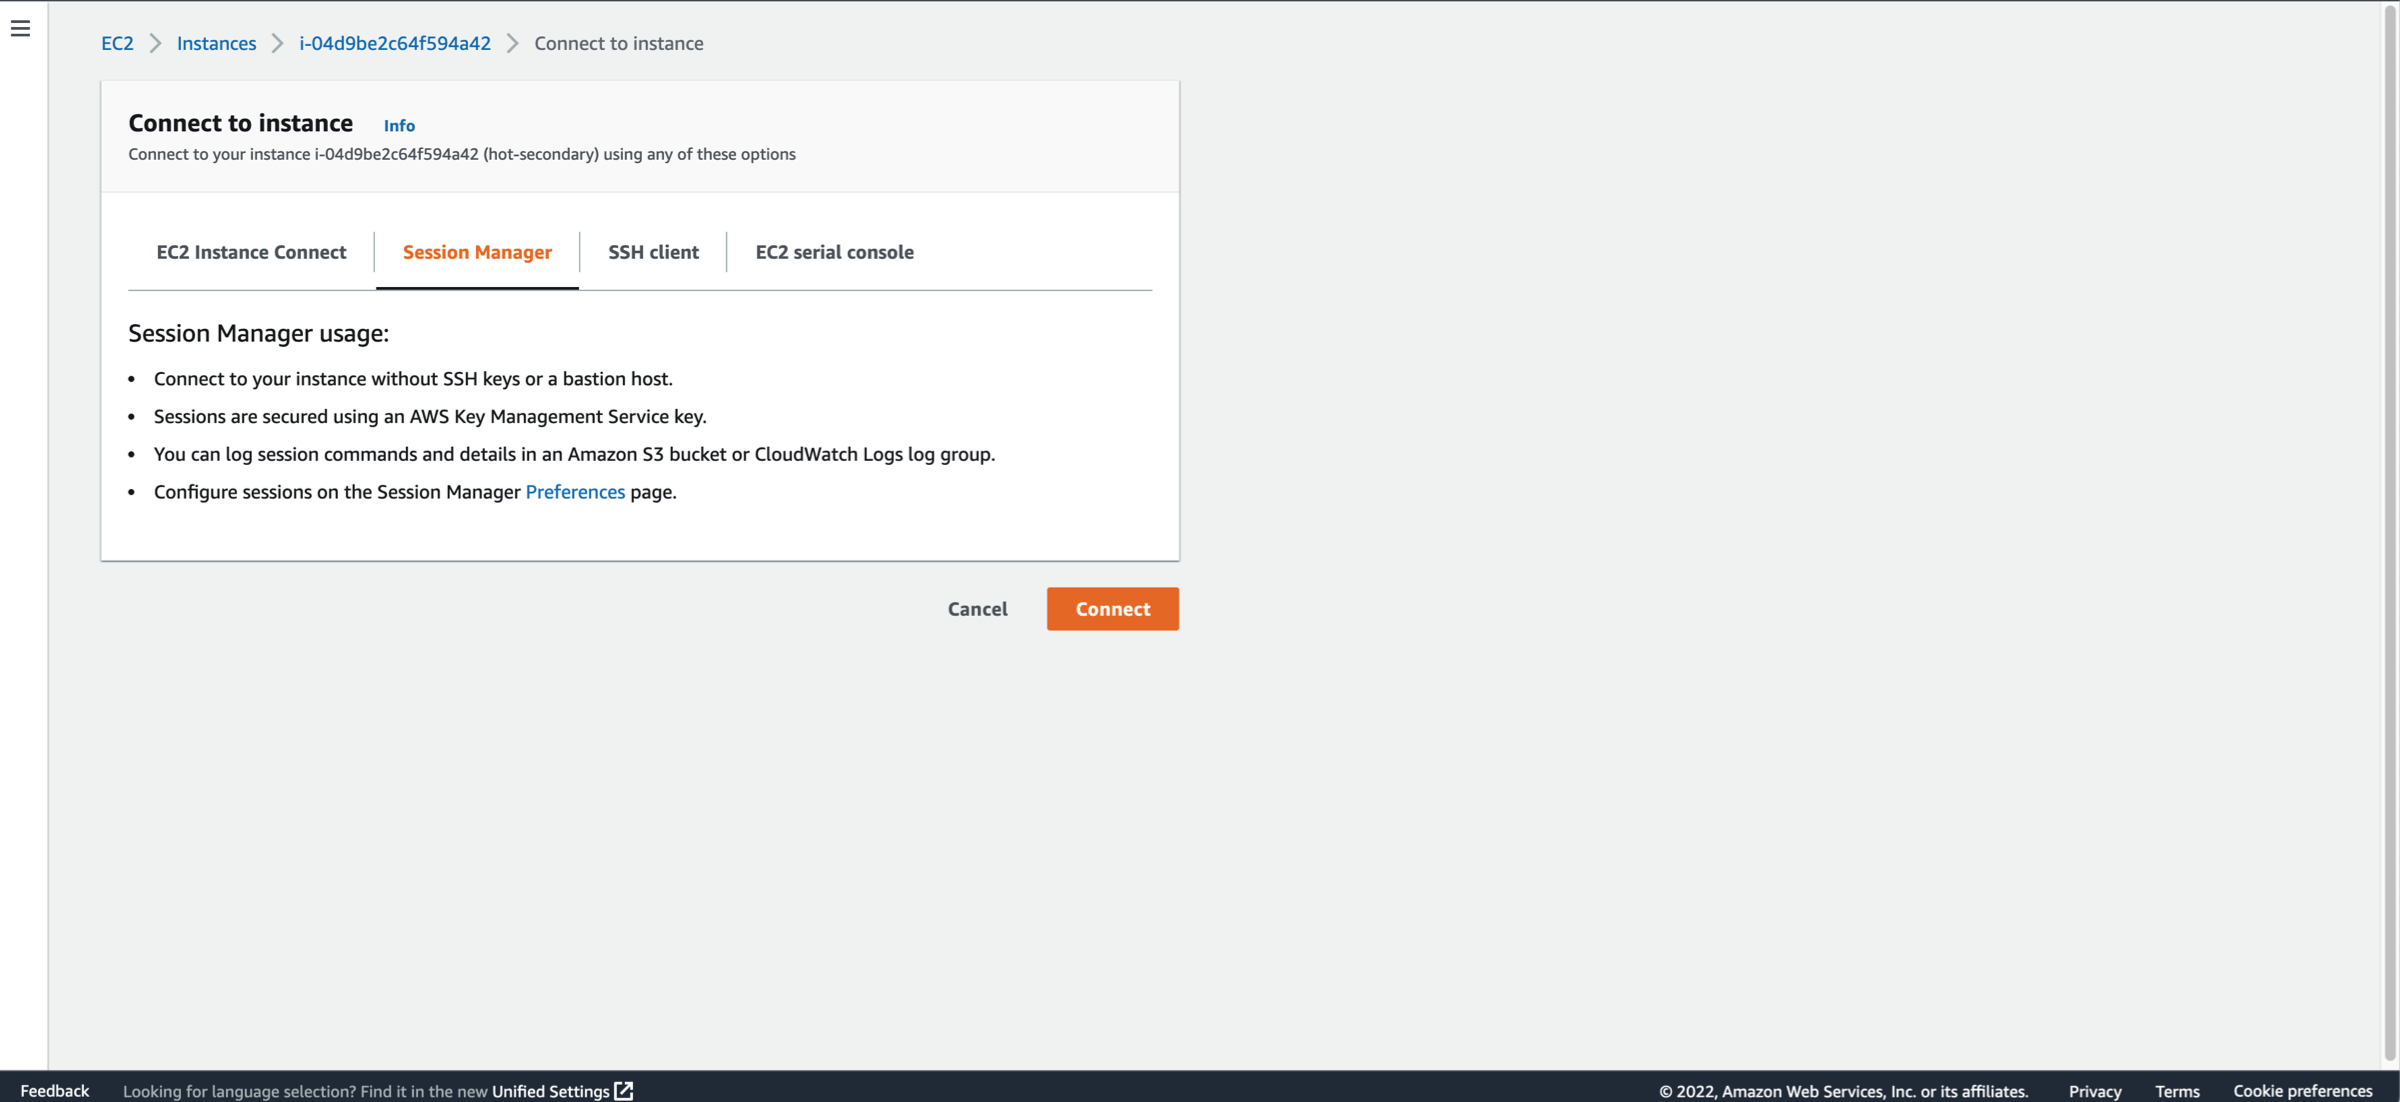 EC2 Instances i-04d9be2c64f594a42 Connect to instance
Connect to instance Info
Connect to your instance i-04d9be2c64f594a42 (hot-secondary) using any of these options
EC2 Instance Connect Session Manager SSH client EC2 serial console
Session Manager usage:
• Connect to your instance without SSH keys or a bastion host.
• Sessions are secured using an AWS Key Management Service key.
• You can log session commands and details in an Amazon S3 bucket or CloudWatch Logs log group.
• Configure sessions on the Session Manager Preferences page.
Cancel Connect
Feedback Looking for language selection? Find it in the new Unified Settings © 2022, Amazon Web Services, Inc. or its affiliates. Privacy Terms Cookie preferences